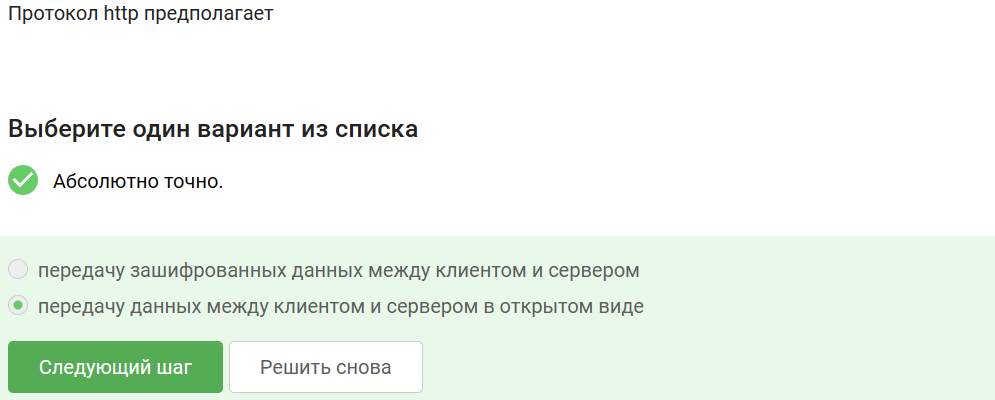 Протокол http предполагает
Выберите один вариант из списка
Абсолютно точно.
передачу зашифрованных данных между клиентом и сервером
передачу данных между клиентом и сервером в открытом виде
Следующий шаг
Решить снова